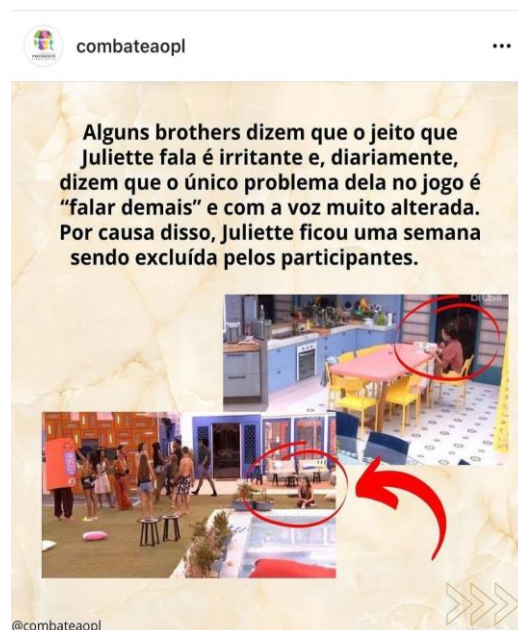 combateaopl
Alguns brothers dizem que o jeito que
Juliette fala é irritante e, diariamente,
dizem que o único problema dela no jogo é
“falar demais” e com a voz muito alterada.
Por causa disso, Juliette ficou uma semana
sendo excluída pelos participantes.
Brasil
@combateaopl